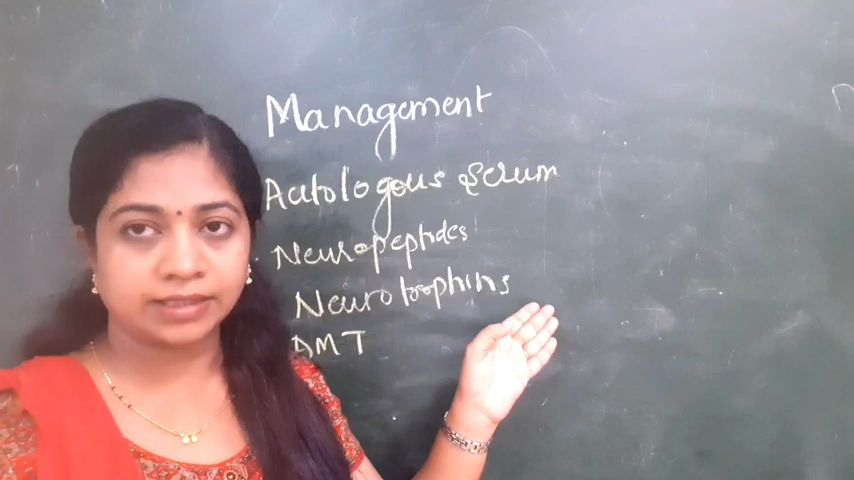 Management
Autologous Serum
Neuropeptides
Neurotrophins
AMT